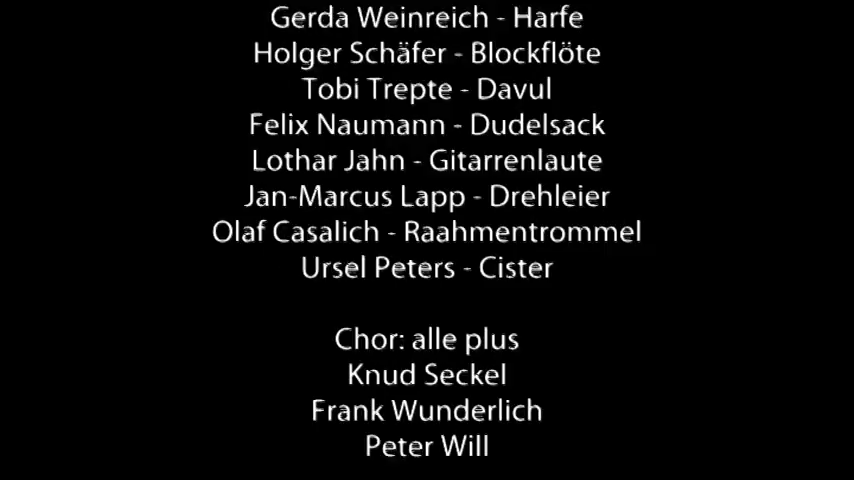 Gerda Weinreich - Harfe
Holger Schäfer - Blockflöte
Tobi Trepte - Davul
Felix Naumann - Dudelsack
Lothar Jahn - Gitarrenlaute
Jan-Marcus Lapp - Drehleier
Olaf Casalich - Raahmentrommel
Ursel Peters - Cister
Chor: alle plus
Knud Seckel
Frank Wunderlich
Peter Will